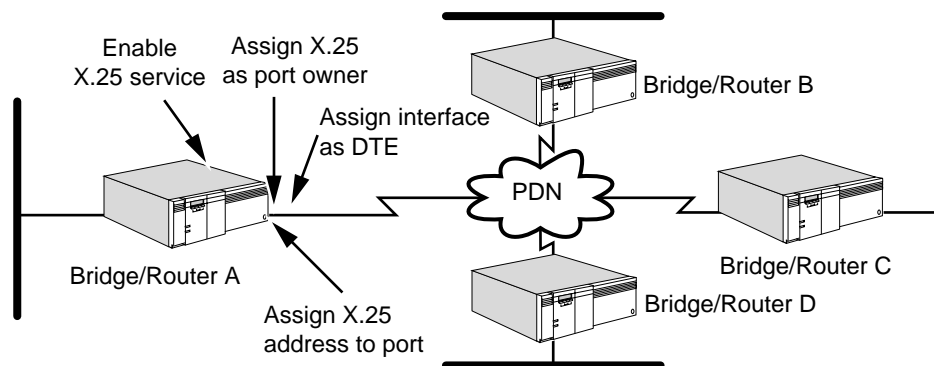 Enable
X.25 service
Assign X.25
as port owner
Assign interface
as DTE
Bridge/Router B
PDN
Bridge/Router A
Bridge/Router C
Assign X.25
address to port
Bridge/Router D